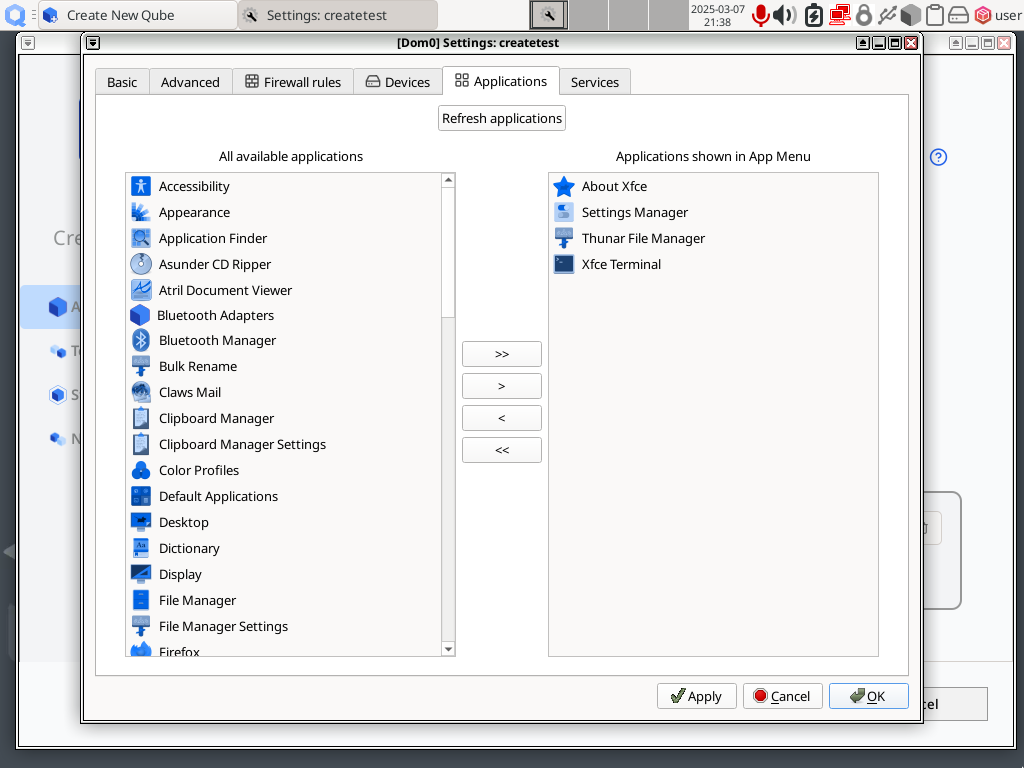 Create New Qube
Settings: createtest
2025-03-07
21:38
user
[Dom0] Settings: createtest
Basic
Advanced
Firewall rules
Devices
Applications
Services
Refresh applications
All available applications
Applications shown in App Menu
Accessibility
Appearance
Application Finder
Asunder CD Ripper
Atril Document Viewer
Bluetooth Adapters
Bluetooth Manager
Bulk Rename
Claws Mail
Clipboard Manager
Clipboard Manager Settings
Color Profiles
Default Applications
Desktop
Dictionary
Display
File Manager
File Manager Settings
Firefox
>>
>
<
<<
About Xfce
Settings Manager
Thunar File Manager
Xfce Terminal
Apply
Cancel
OK